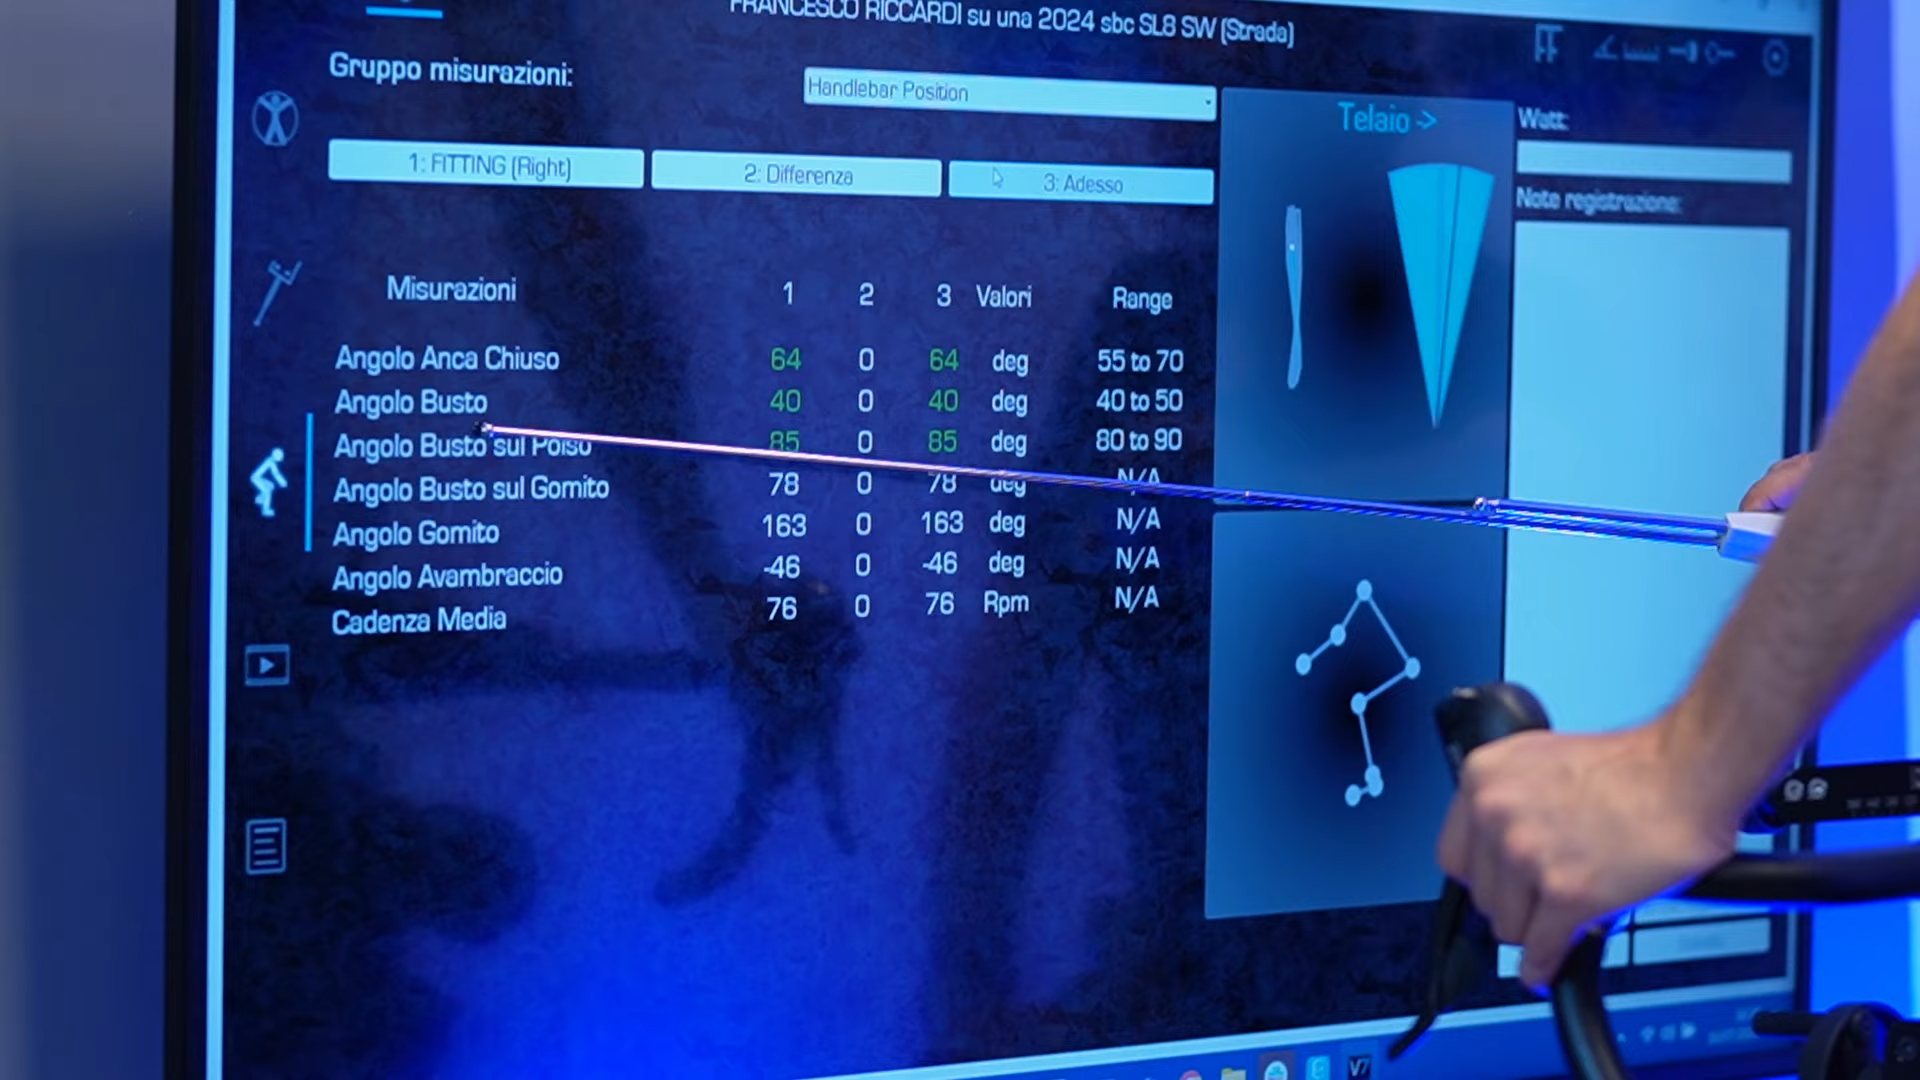 FRANCESCO RICCARDI su una 2024 sbc SL8 SW (Strada)
Gruppo misurazioni:
Handlebar Position
1: FITTING (Right)
2: Differenza
3: Adesso
Telaio ->
Watt:
Note registrazione:
Misurazioni 1 2 3 Valori Range
Angolo Anca Chiuso 64 0 64 deg 55 to 70
Angolo Busto 40 0 40 deg 40 to 50
Angolo Busto sul Polso 85 0 85 deg 80 to 90
Angolo Busto sul Gomito 78 0 78 deg N/A
Angolo Gomito 163 0 163 deg N/A
Angolo Avambraccio -46 0 -46 deg N/A
Cadenza Media 76 0 76 Rpm N/A
V7